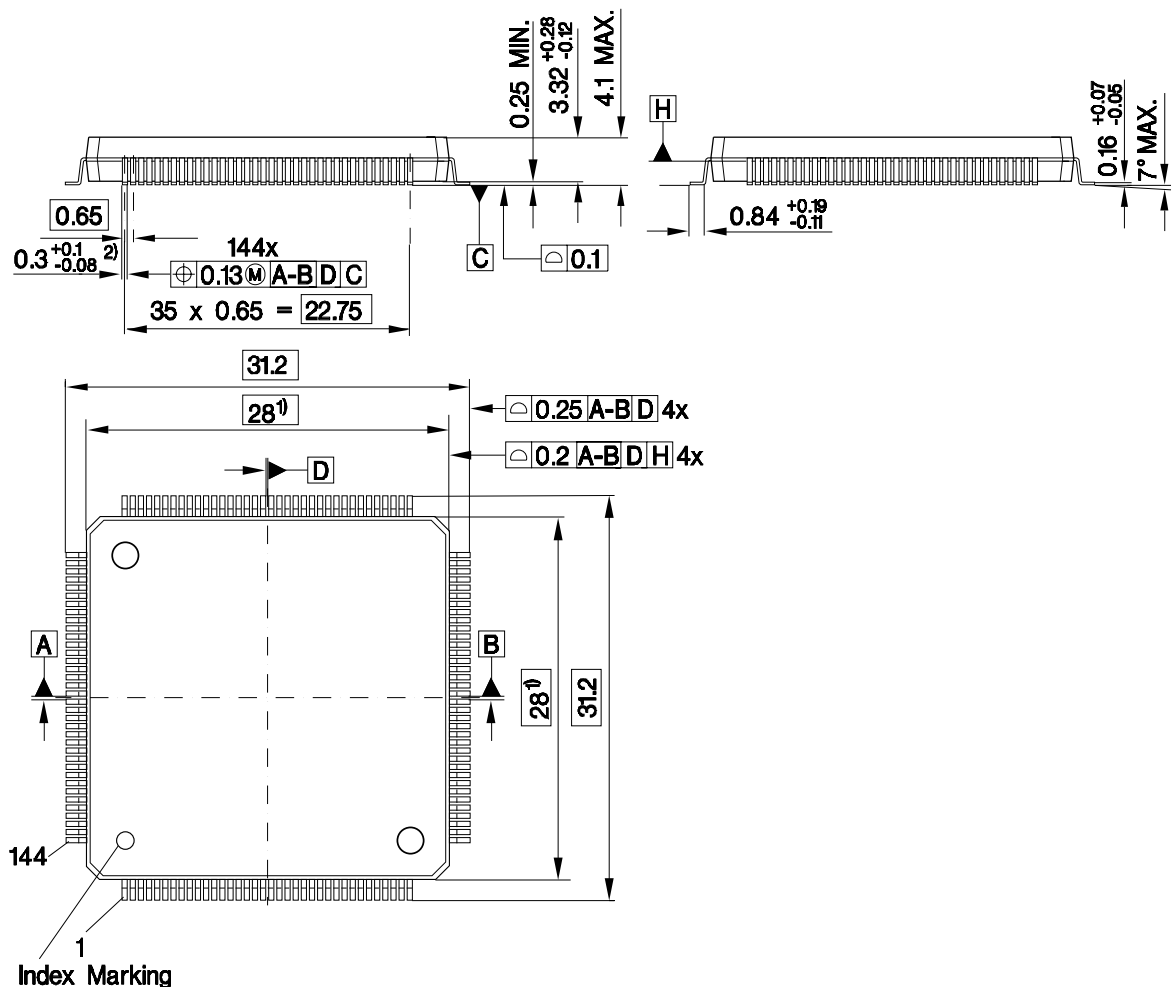 0.25 MIN.
3.32 +0.28 -0.12
4.1 MAX.
H
0.16 +0.07 -0.05
7° MAX.
0.65
0.3 +0.1 -0.08 2)
144x
⌖ 0.13 Ⓜ A-B D C
35 x 0.65 = 22.75
C
⌓ 0.1
0.84 +0.19 -0.11
31.2
28 1)
⌓ 0.25 A-B D 4x
⌓ 0.2 A-B D H 4x
D
A
B
28 1)
31.2
144
1
Index Marking